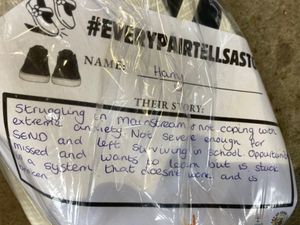 #EVERYPAIRTELLSASTO
NAME: Harry
THEIR STORY:
Struggling in mainstream not coping with
extreme anxiety Not severe enough for
SEND and left surviving in school Opportunities
missed and wants to learn but is stuck
in a system that doesn't work and is
broken